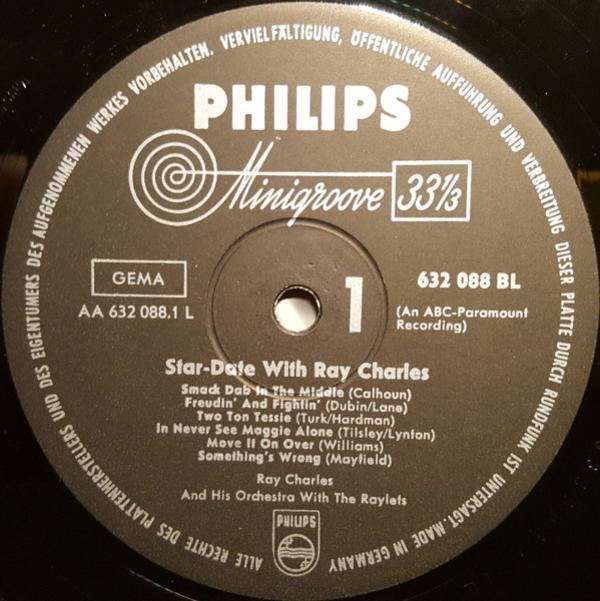 ALLE RECHTE DES PLATTENHERSTELLERS UND DES EIGENTÜMERS DES AUFGENOMMENEN WERKES VORBEHALTEN. VERVIELFÄLTIGUNG, ÖFFENTLICHE AUFFÜHRUNG UND VERBREITUNG DIESER PLATTE DURCH RUNDFUNK IST UNTERSAGT. MADE IN GERMANY
PHILIPS
Minigroove 33 1/3
GEMA
AA 632 088.1 L
1
632 088 BL
(An ABC-Paramount
Recording)
Star-Date With Ray Charles
Smack Dab In The Middle (Calhoun)
Freudin' And Fightin' (Dubin/Lane)
Two Ton Tessie (Turk/Hardman)
In Never See Maggie Alone (Tilsley/Lynton)
Move It On Over (Williams)
Something's Wrong (Mayfield)
Ray Charles
And His Orchestra With The Raylets
PHILIPS